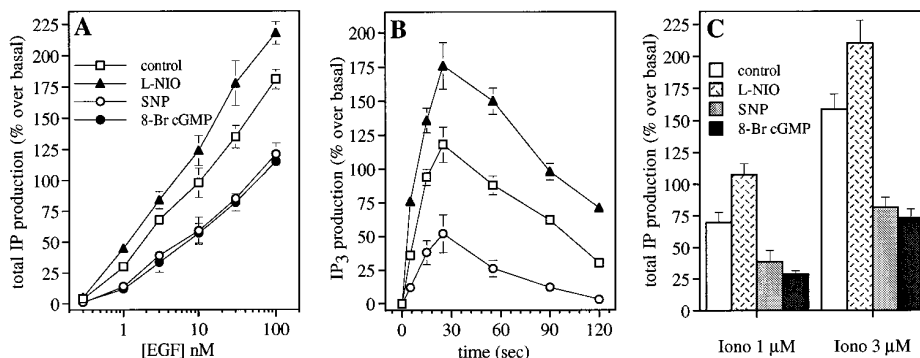 A
total IP production (% over basal)
225
200
175
150
125
100
75
50
25
0
control
L-NIO
SNP
8-Br cGMP
1
10
100
[EGF] nM
B
IP3 production (% over basal)
225
200
175
150
125
100
75
50
25
0
0
30
60
90
120
time (sec)
C
total IP production (% over basal)
225
200
175
150
125
100
75
50
25
0
control
L-NIO
SNP
8-Br cGMP
Iono 1 µM
Iono 3 µM